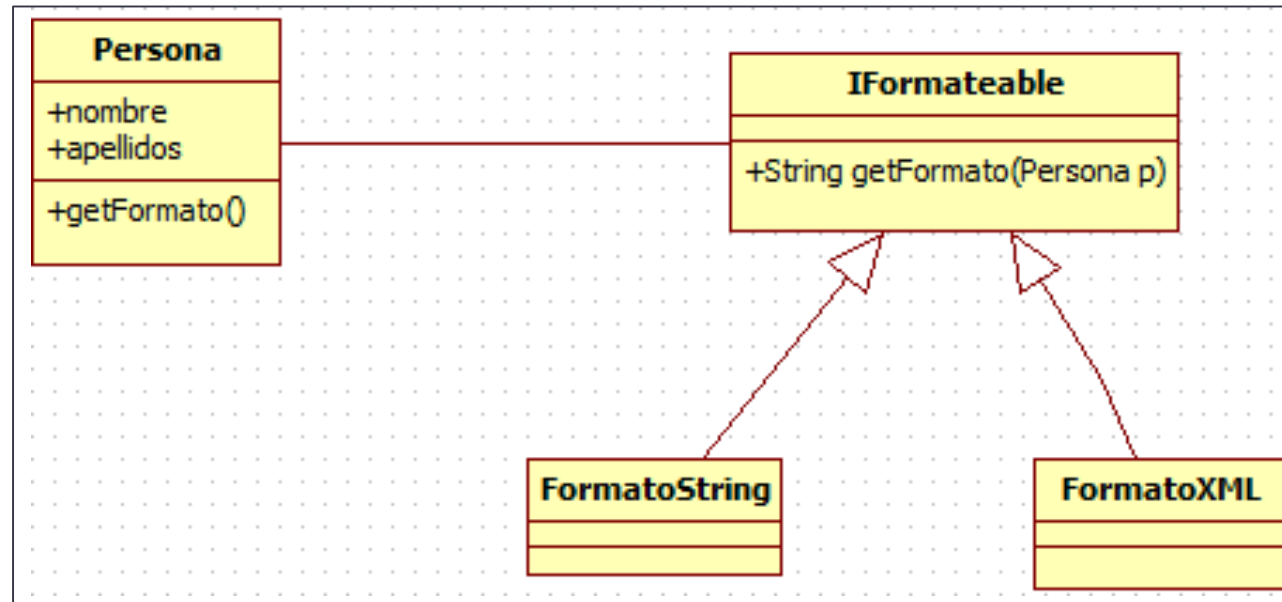 Persona
+nombre
+apellidos
+getFormato()
IFormateable
+String getFormato(Persona p)
FormatoString
FormatoXML